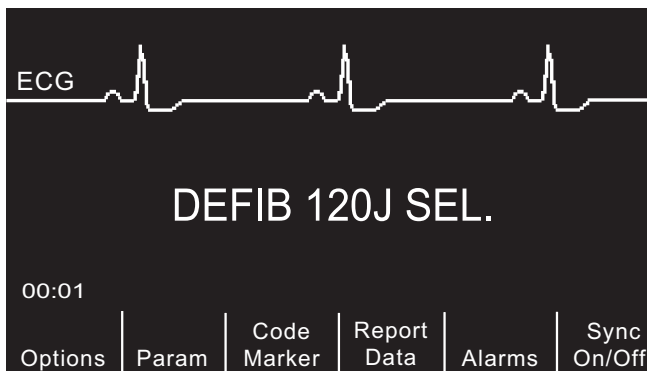 ECG
DEFIB 120J SEL.
00:01
Options Param Code Marker Report Data Alarms Sync On/Off